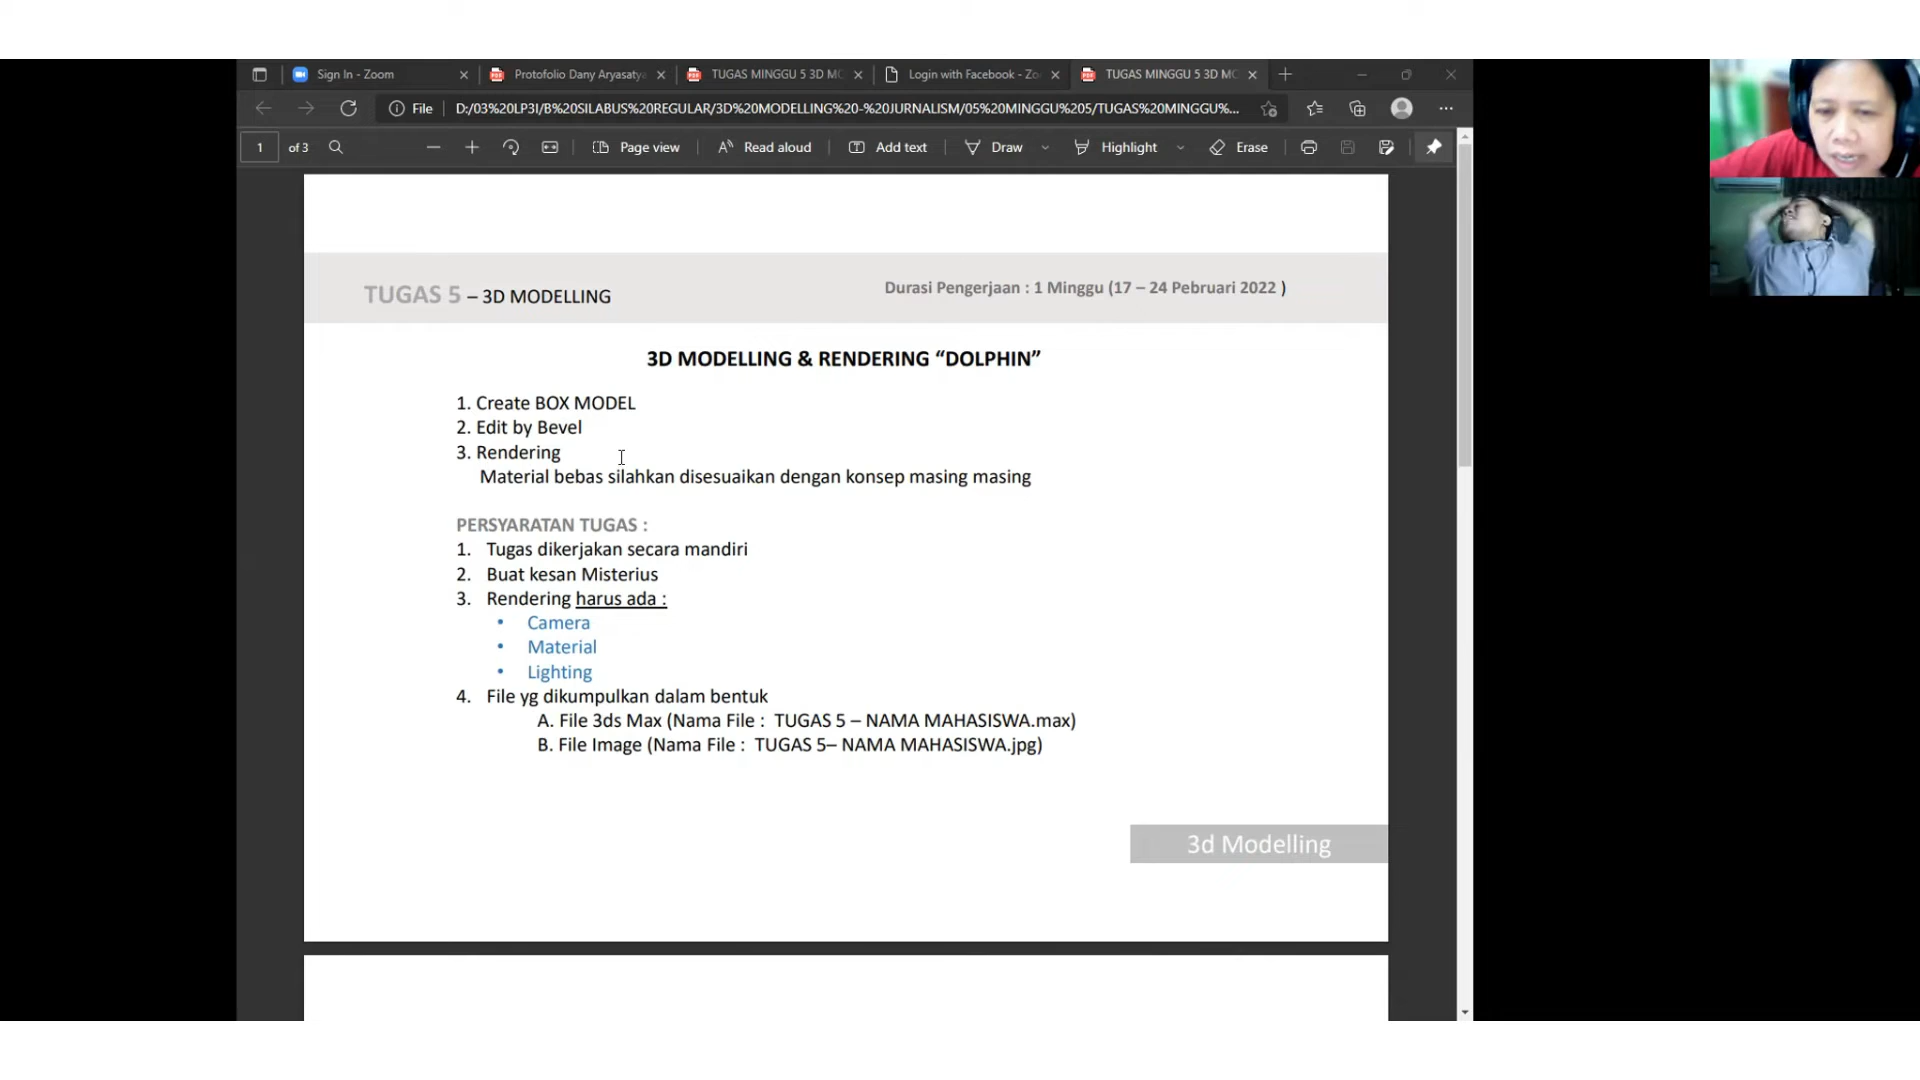 Sign In - Zoom
Protofolio Dany Aryasatya
TUGAS MINGGU 5 3D MO
Login with Facebook - Zo
TUGAS MINGGU 5 3D MO
File
D:/03%20LP3I/B%20SILABUS%20REGULAR/3D%20MODELLING%20-%20JURNALISM/05%20MINGGU%205/TUGAS%20MINGGU%...
1 of 3
Page view
Read aloud
Add text
Draw
Highlight
Erase
TUGAS 5 – 3D MODELLING
Durasi Pengerjaan : 1 Minggu (17 – 24 Pebruari 2022 )
3D MODELLING & RENDERING “DOLPHIN”
1. Create BOX MODEL
2. Edit by Bevel
3. Rendering
Material bebas silahkan disesuaikan dengan konsep masing masing
PERSYARATAN TUGAS :
1. Tugas dikerjakan secara mandiri
2. Buat kesan Misterius
3. Rendering harus ada :
• Camera
• Material
• Lighting
4. File yg dikumpulkan dalam bentuk
A. File 3ds Max (Nama File : TUGAS 5 – NAMA MAHASISWA.max)
B. File Image (Nama File : TUGAS 5– NAMA MAHASISWA.jpg)
3d Modelling